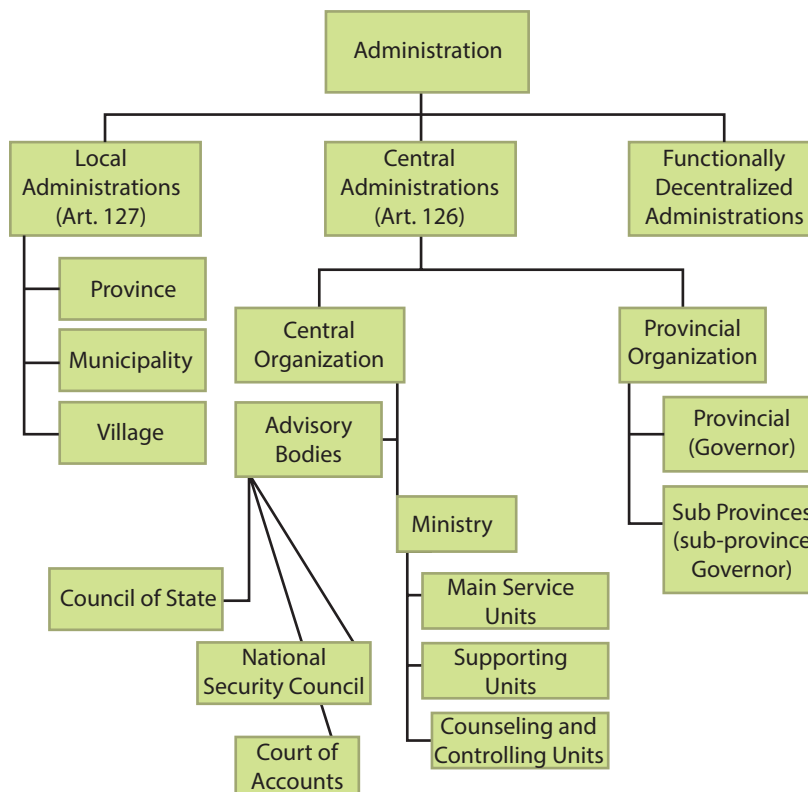 Administration
Local
Administrations
(Art. 127)
Central
Administrations
(Art. 126)
Functionally
Decentralized
Administrations
Province
Municipality
Village
Central
Organization
Provincial
Organization
Advisory
Bodies
Provincial
(Governor)
Ministry
Sub Provinces
(sub-province
Governor)
Council of State
Main Service
Units
National
Security Council
Supporting
Units
Court of
Accounts
Counseling and
Controlling Units